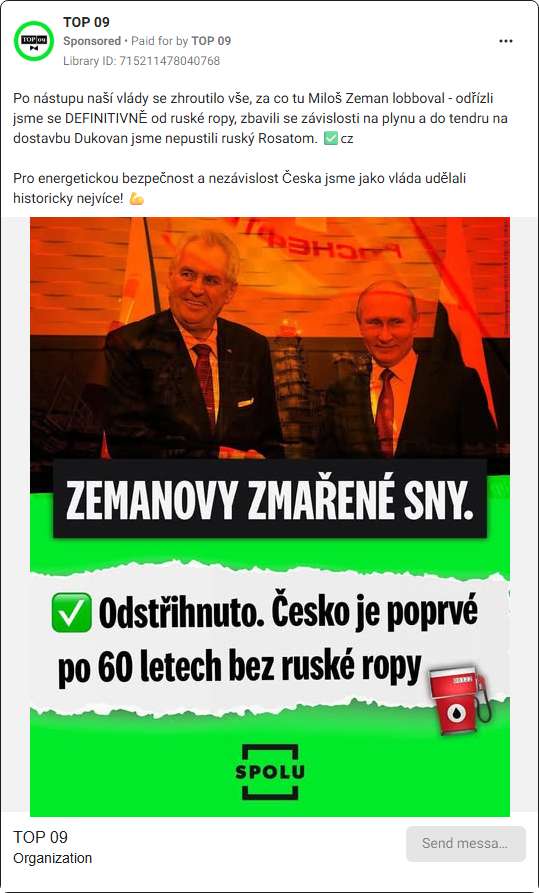 TOP 09
Sponsored • Paid for by TOP 09
Library ID: 715211478040768
Po nástupu naší vlády se zhroutilo vše, za co tu Miloš Zeman lobboval - odřízli
jsme se DEFINITIVNĚ od ruské ropy, zbavili se závislosti na plynu a do tendru na
dostavbu Dukovan jsme nepustili ruský Rosatom. ✅cz
Pro energetickou bezpečnost a nezávislost Česka jsme jako vláda udělali
historicky nejvíce! 💪
ZEMANOVY ZMAŘENÉ SNY.
✅ Odstřihnuto. Česko je poprvé
po 60 letech bez ruské ropy
SPOLU
TOP 09
Organization
Send messa...